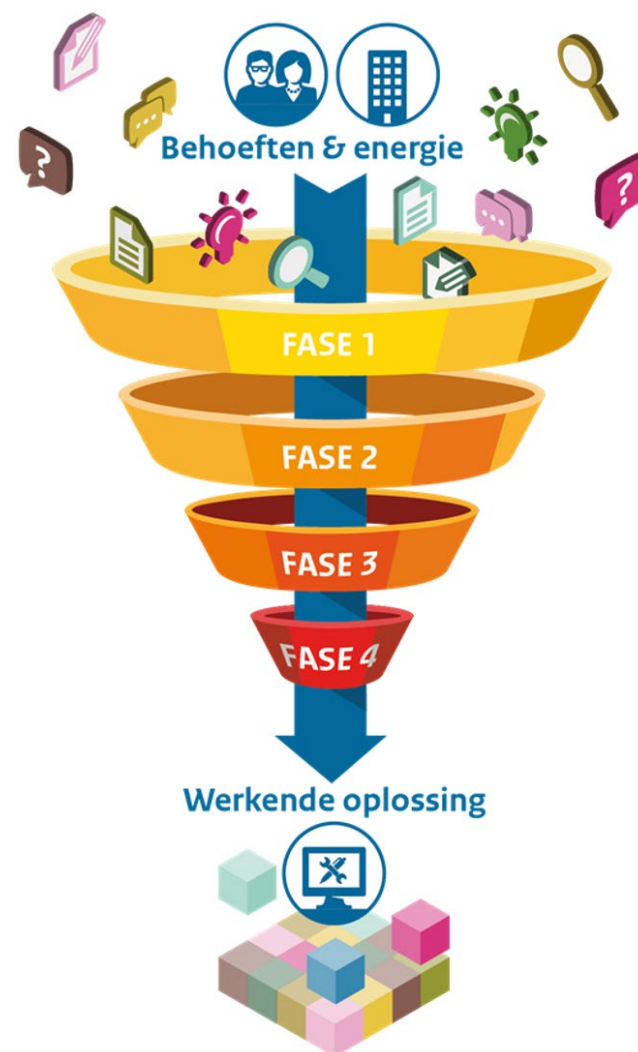 Behoeften & energie
FASE 1
FASE 2
FASE 3
FASE 4
Werkende oplossing